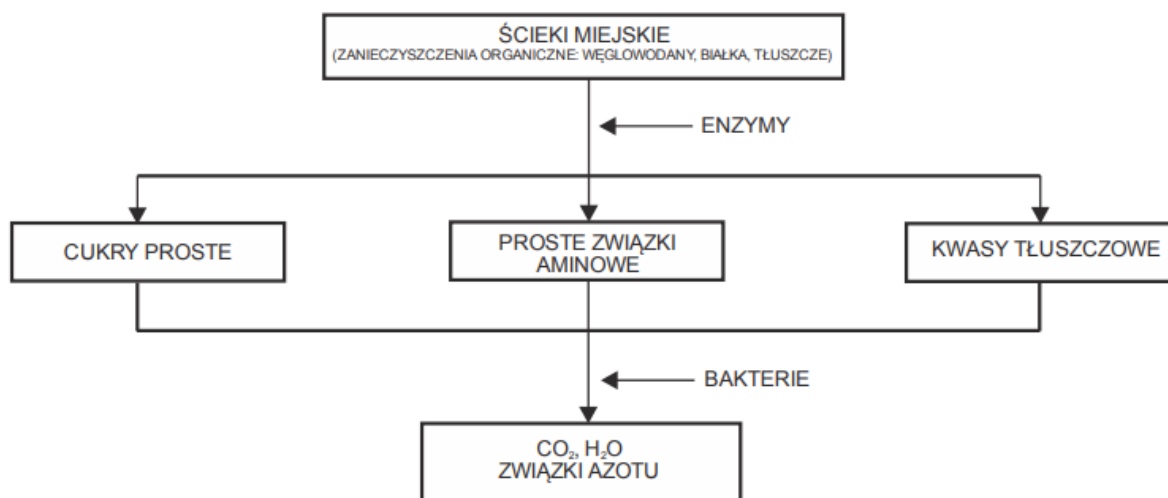 ŚCIEKI MIEJSKIE
(ZANIECZYSZCZENIA ORGANICZNE: WĘGLOWODANY, BIAŁKA, TŁUSZCZE)
ENZYMY
CUKRY PROSTE
PROSTE ZWIĄZKI
AMINOWE
KWASY TŁUSZCZOWE
BAKTERIE
CO₂, H₂O
ZWIĄZKI AZOTU